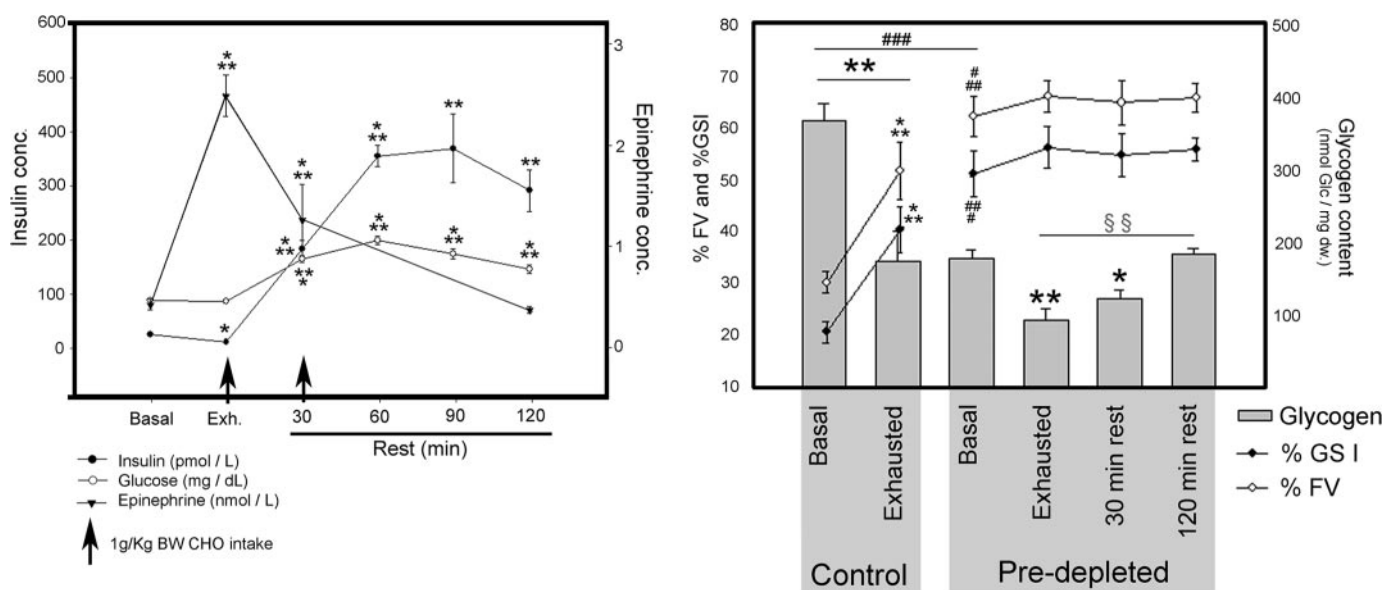 600
500
400
300
200
100
0
Insulin conc.
3
2
1
0
Epinephrine conc.
*
**
*
**
*
**
**
**
*
*
**
**
*
*
**
*
**
*
**
Basal Exh. 30 60 90 120
Rest (min)
Insulin (pmol / L)
Glucose (mg / dL)
Epinephrine (nmol / L)
1g/Kg BW CHO intake
80
70
60
50
40
30
20
10
% FV and %GSI
500
400
300
200
100
Glycogen content
(nmol Glc / mg dw.)
###
**
#
##
*
**
*
**
##
#
§ §
**
*
Basal
Exhausted
Basal
Exhausted
30 min rest
120 min rest
Control
Pre-depleted
Glycogen
% GS I
% FV